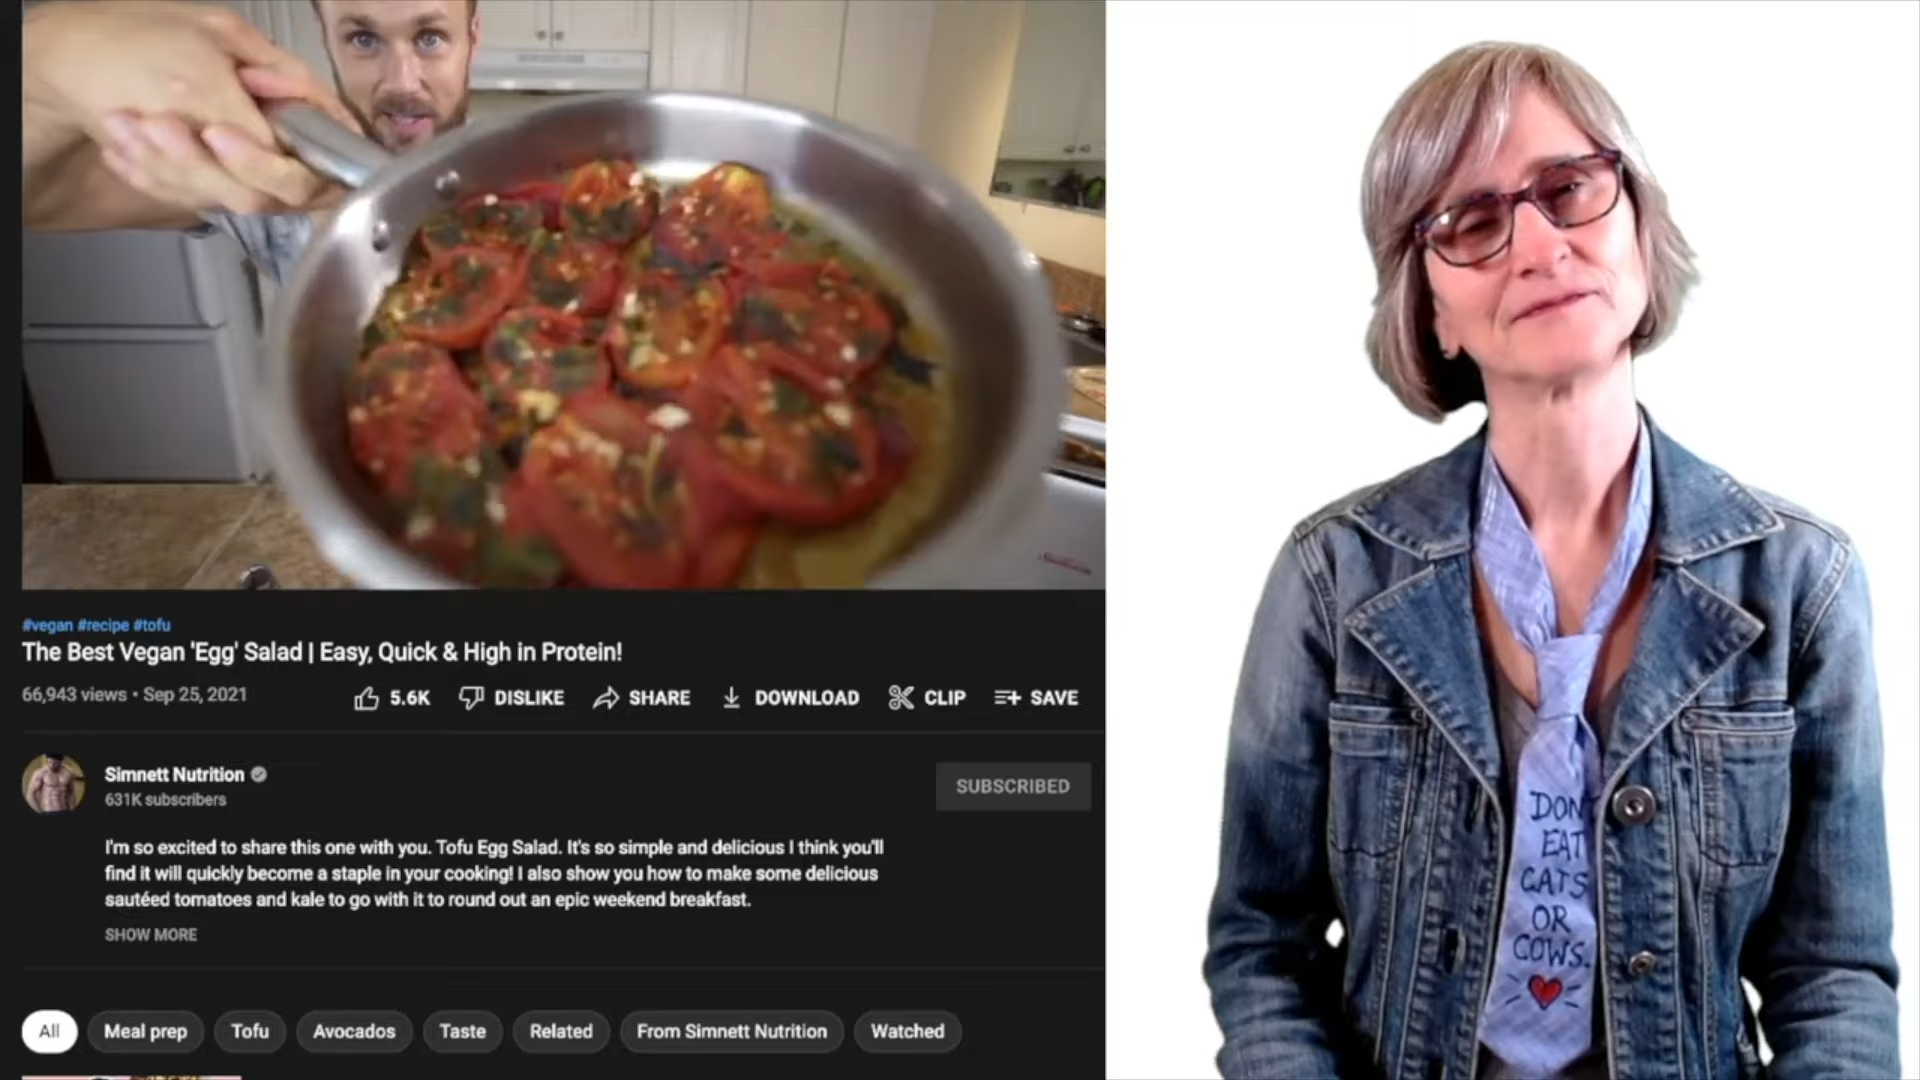 #vegan #recipe #tofu
The Best Vegan 'Egg' Salad | Easy, Quick & High in Protein!
66,943 views • Sep 25, 2021
5.6K DISLIKE SHARE DOWNLOAD CLIP SAVE
Simnett Nutrition
631K subscribers
SUBSCRIBED
I'm so excited to share this one with you. Tofu Egg Salad. It's so simple and delicious I think you'll
find it will quickly become a staple in your cooking! I also show you how to make some delicious
sautéed tomatoes and kale to go with it to round out an epic weekend breakfast.
SHOW MORE
All Meal prep Tofu Avocados Taste Related From Simnett Nutrition Watched
DON'T
EAT
CATS
OR
COWS.